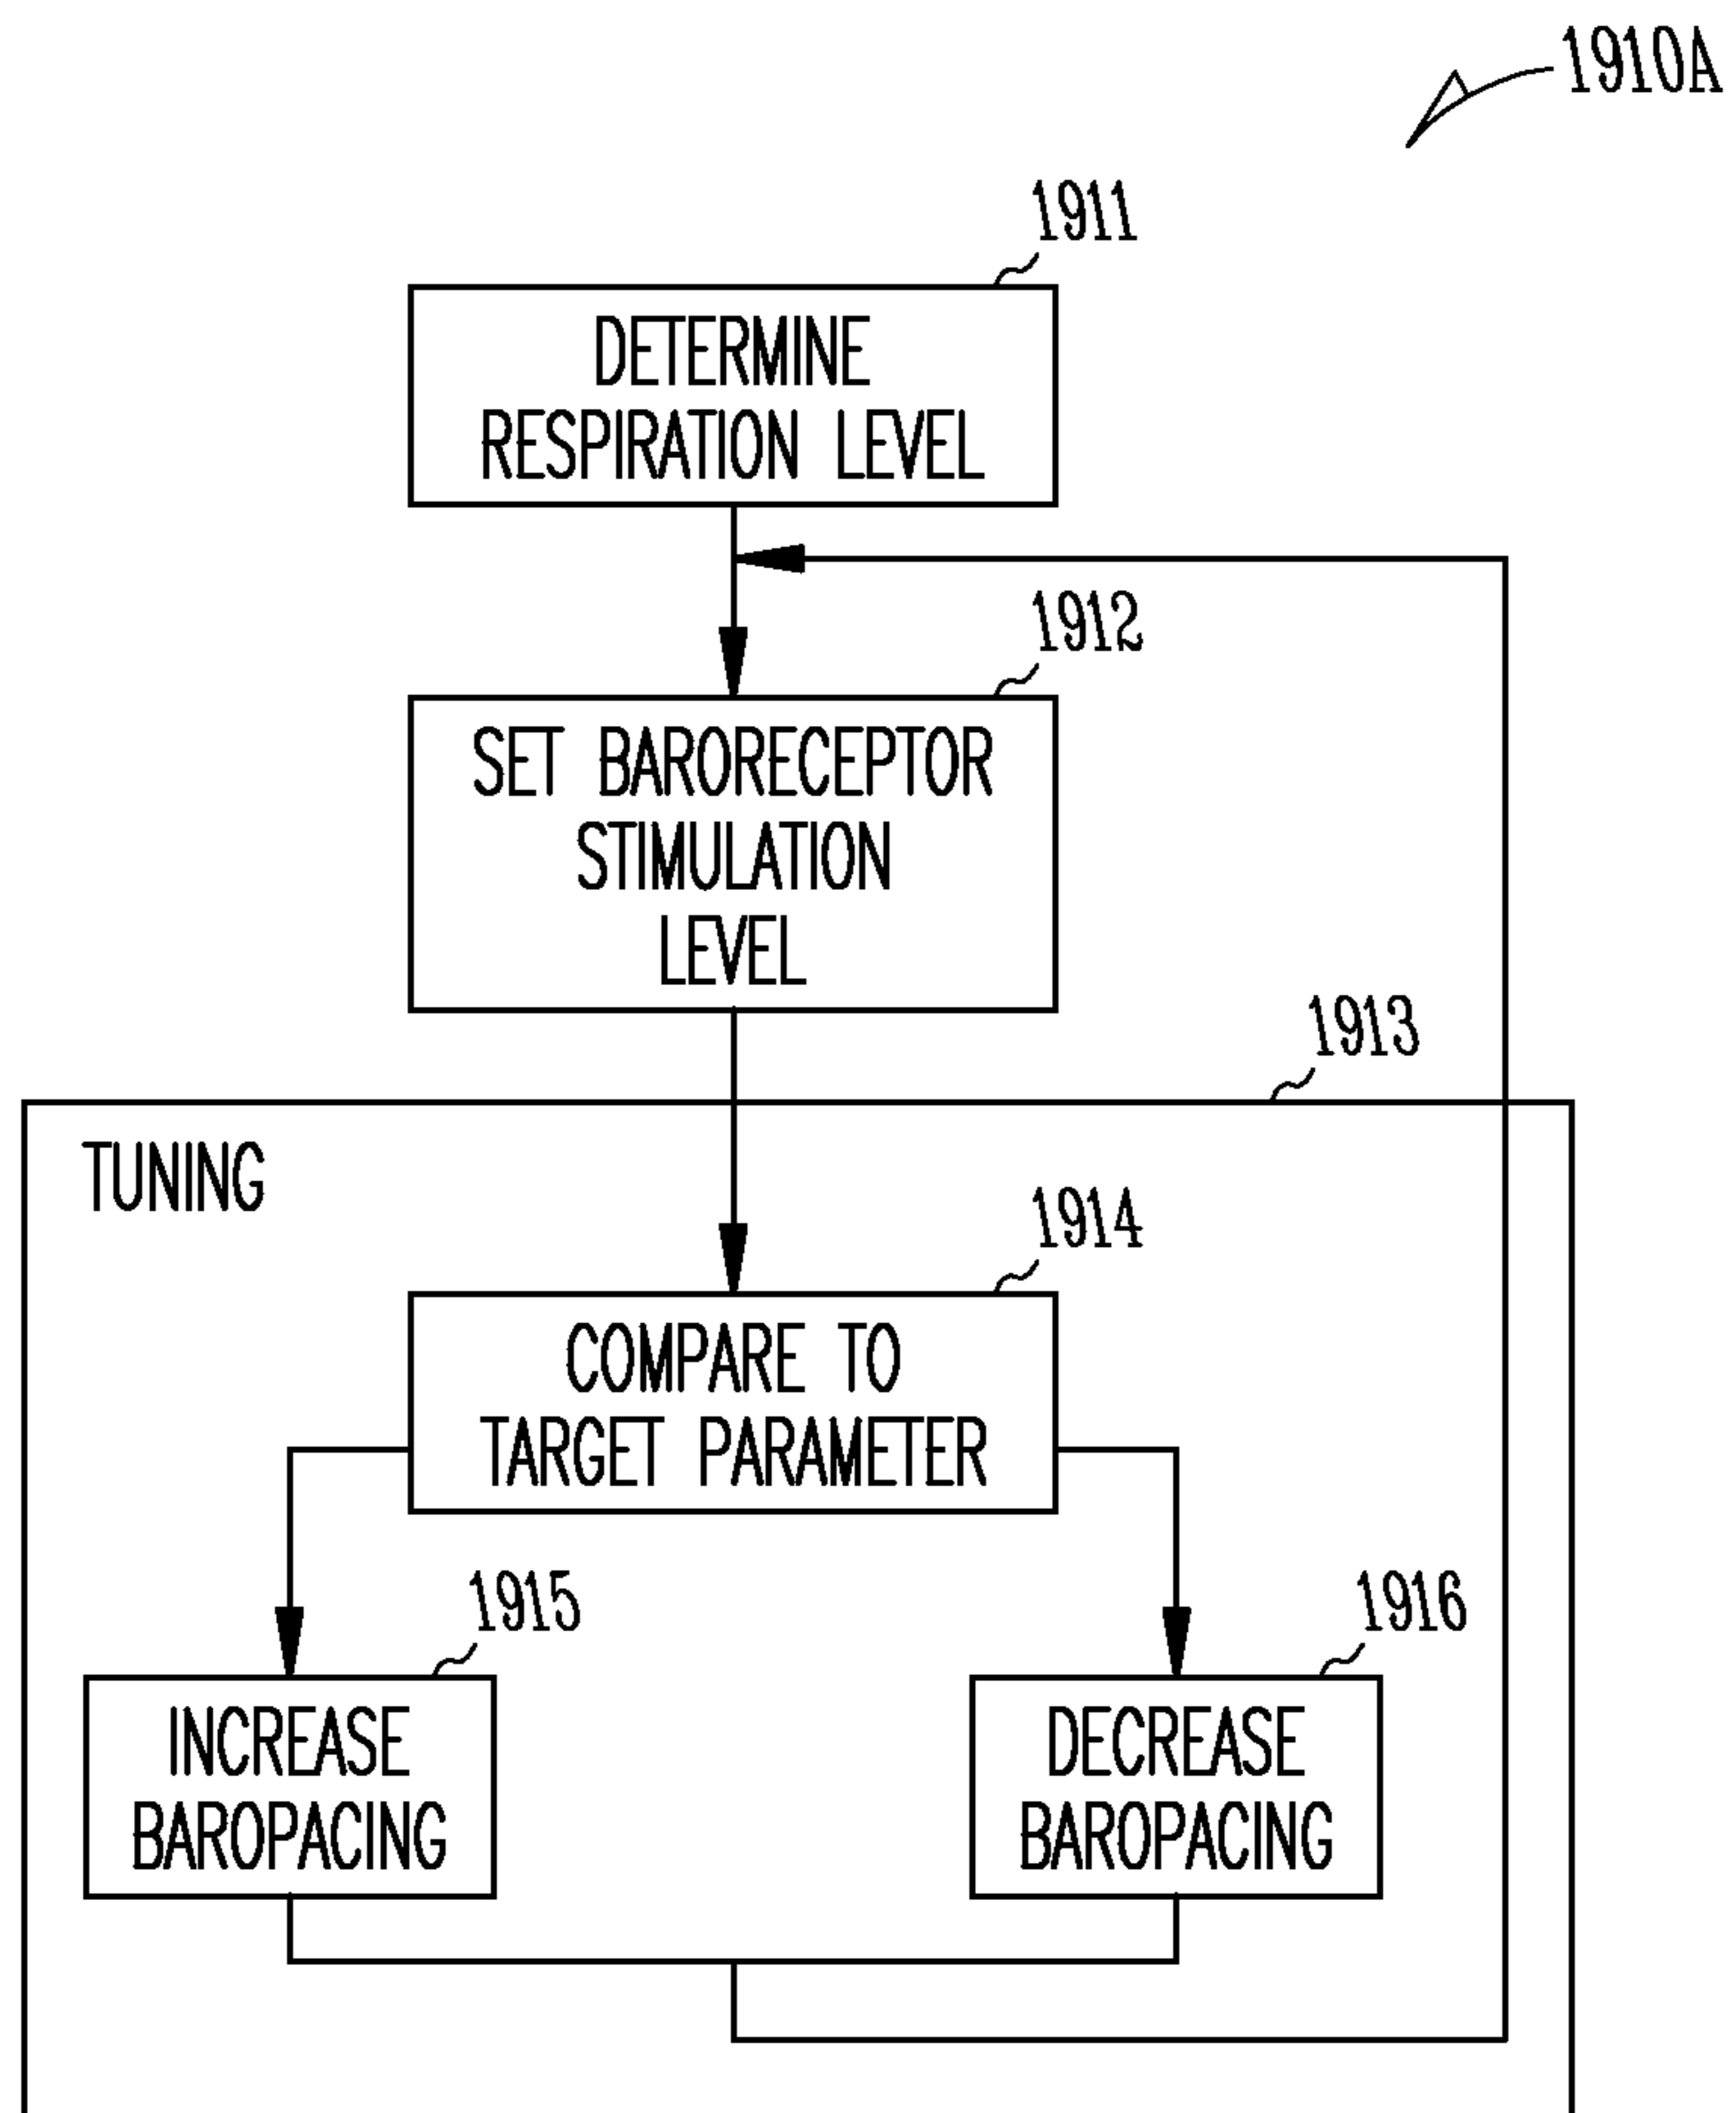 1910A
1911
DETERMINE
RESPIRATION LEVEL
1912
SET BARORECEPTOR
STIMULATION
LEVEL
1913
TUNING
1914
COMPARE TO
TARGET PARAMETER
1915
INCREASE
BAROPACING
1916
DECREASE
BAROPACING